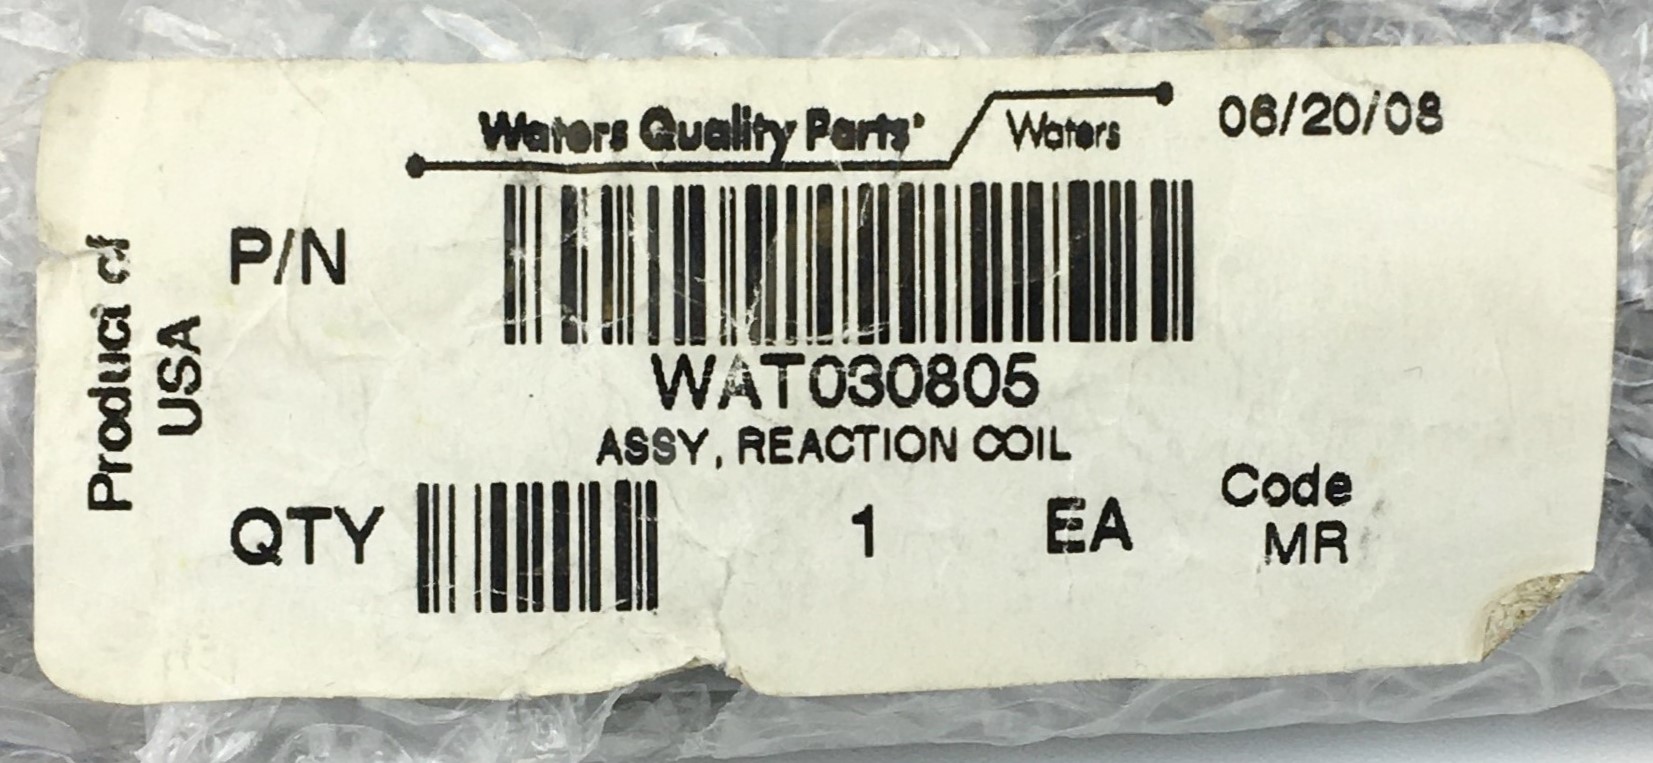 Waters Quality Parts®
Waters
06/20/08
Product of
USA
P/N
WAT030805
ASSY, REACTION COIL
QTY
1 EA
Code
MR